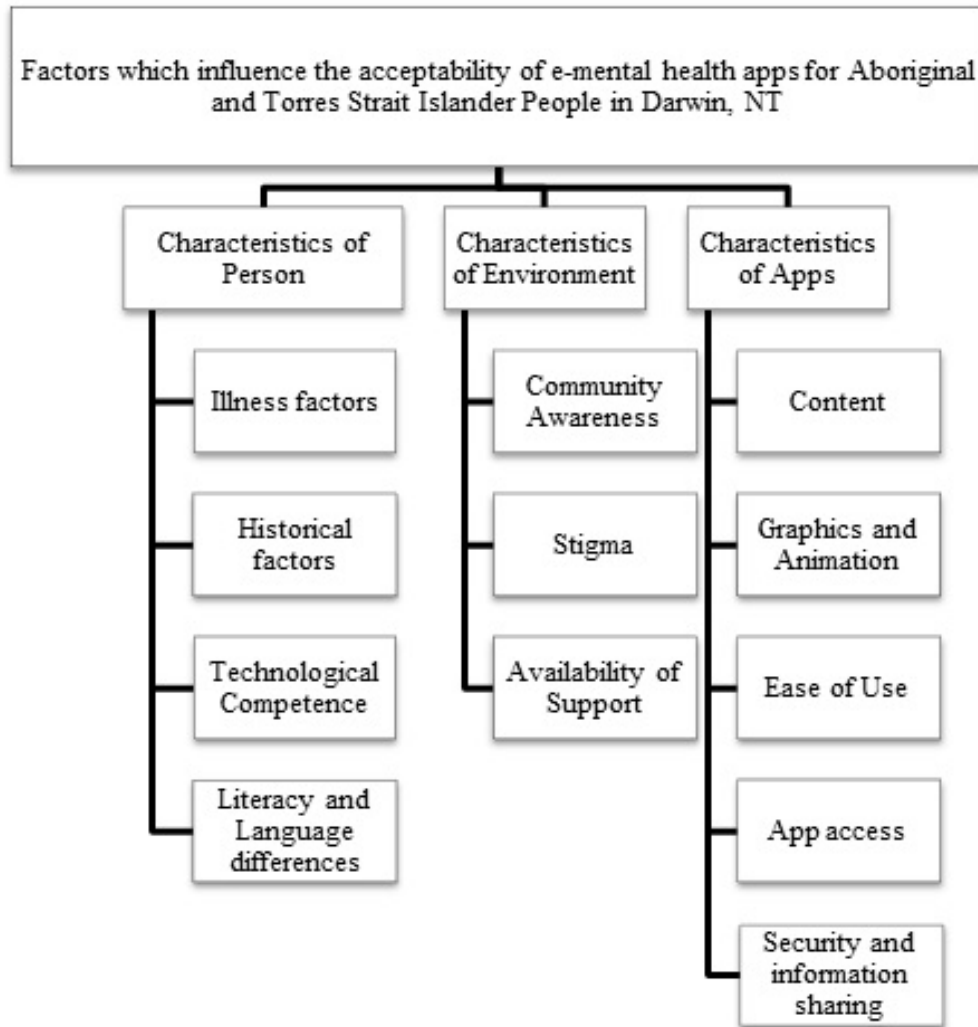 Factors which influence the acceptability of e-mental health apps for Aboriginal
and Torres Strait Islander People in Darwin, NT
Characteristics of
Person
Illness factors
Historical
factors
Technological
Competence
Literacy and
Language
differences
Characteristics
of Environment
Community
Awareness
Stigma
Availability of
Support
Characteristics
of Apps
Content
Graphics and
Animation
Ease of Use
App access
Security and
information
sharing